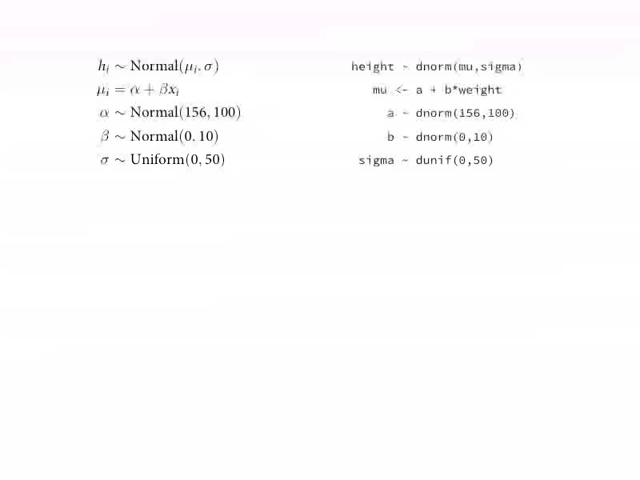 hᵢ ∼ Normal(μᵢ, σ) height ~ dnorm(mu,sigma)
μᵢ = α + βxᵢ mu <- a + b*weight
α ∼ Normal(156, 100) a ~ dnorm(156,100)
β ∼ Normal(0, 10) b ~ dnorm(0,10)
σ ∼ Uniform(0, 50) sigma ~ dunif(0,50)